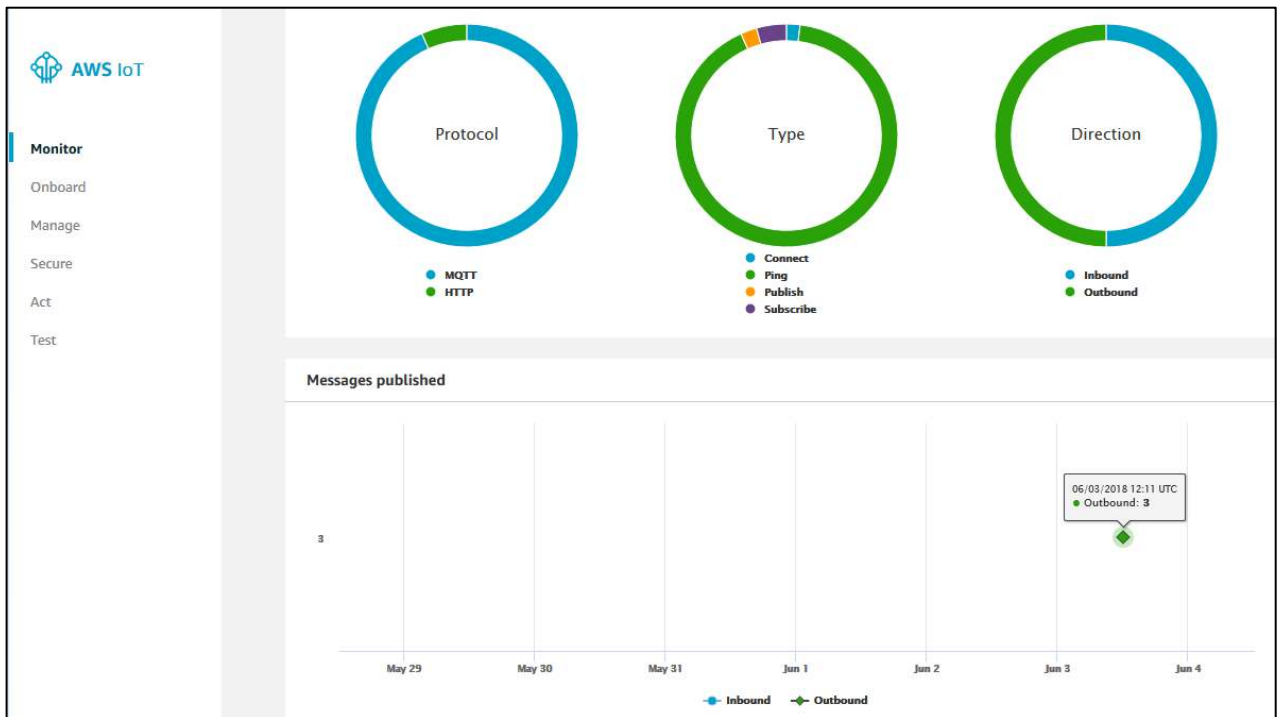 AWS IoT
Monitor
Onboard
Manage
Secure
Act
Test
Protocol
MQTT
HTTP
Type
Connect
Ping
Publish
Subscribe
Direction
Inbound
Outbound
Messages published
3
06/03/2018 12:11 UTC
Outbound: 3
May 29 May 30 May 31 Jun 1 Jun 2 Jun 3 Jun 4
Inbound Outbound